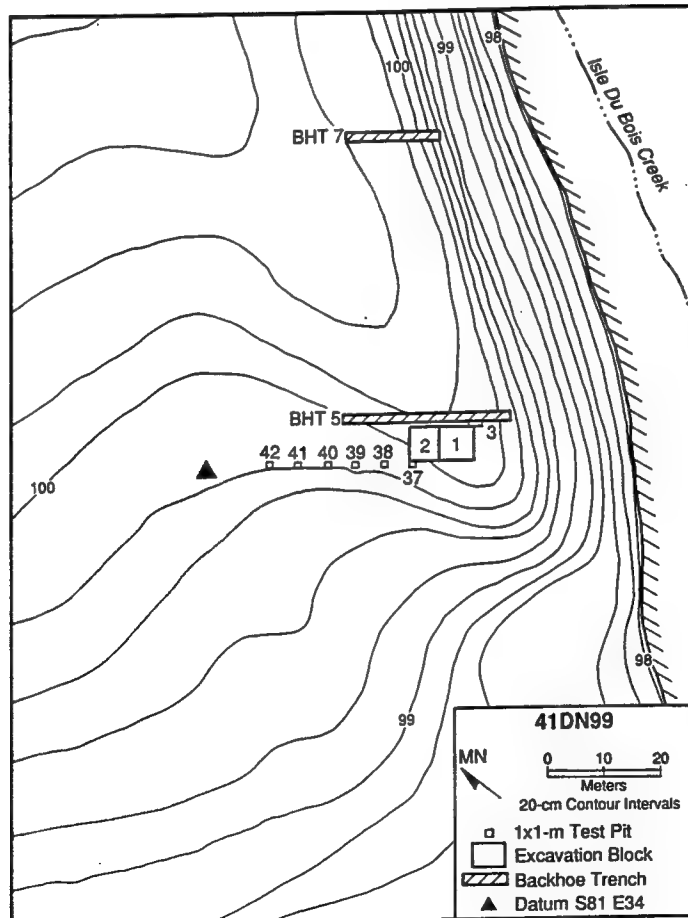 99
98
100
Isle Du Bois Creek
BHT 7
BHT 5
3
2
1
42
41
40
39
38
37
100
98
99
41DN99
MN
0
10
20
Meters
20-cm Contour Intervals
1x1-m Test Pit
Excavation Block
Backhoe Trench
Datum S81 E34